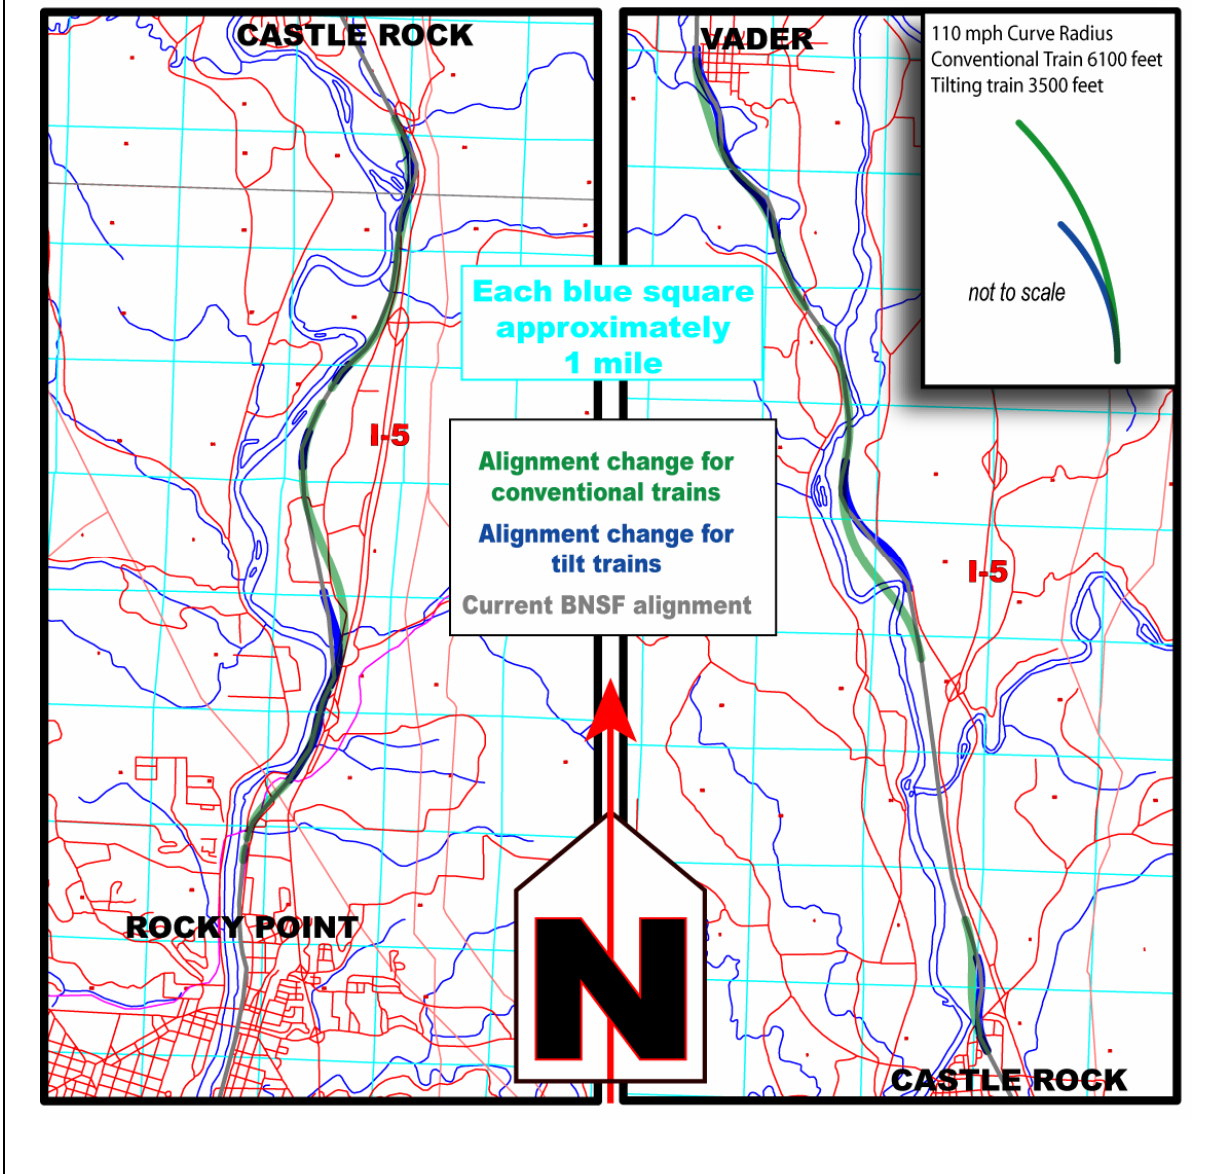 CASTLE ROCK
VADER
110 mph Curve Radius
Conventional Train 6100 feet
Tilting train 3500 feet
not to scale
Each blue square
approximately
1 mile
I-5
Alignment change for
conventional trains
Alignment change for
tilt trains
Current BNSF alignment
I-5
ROCKY POINT
N
CASTLE ROCK